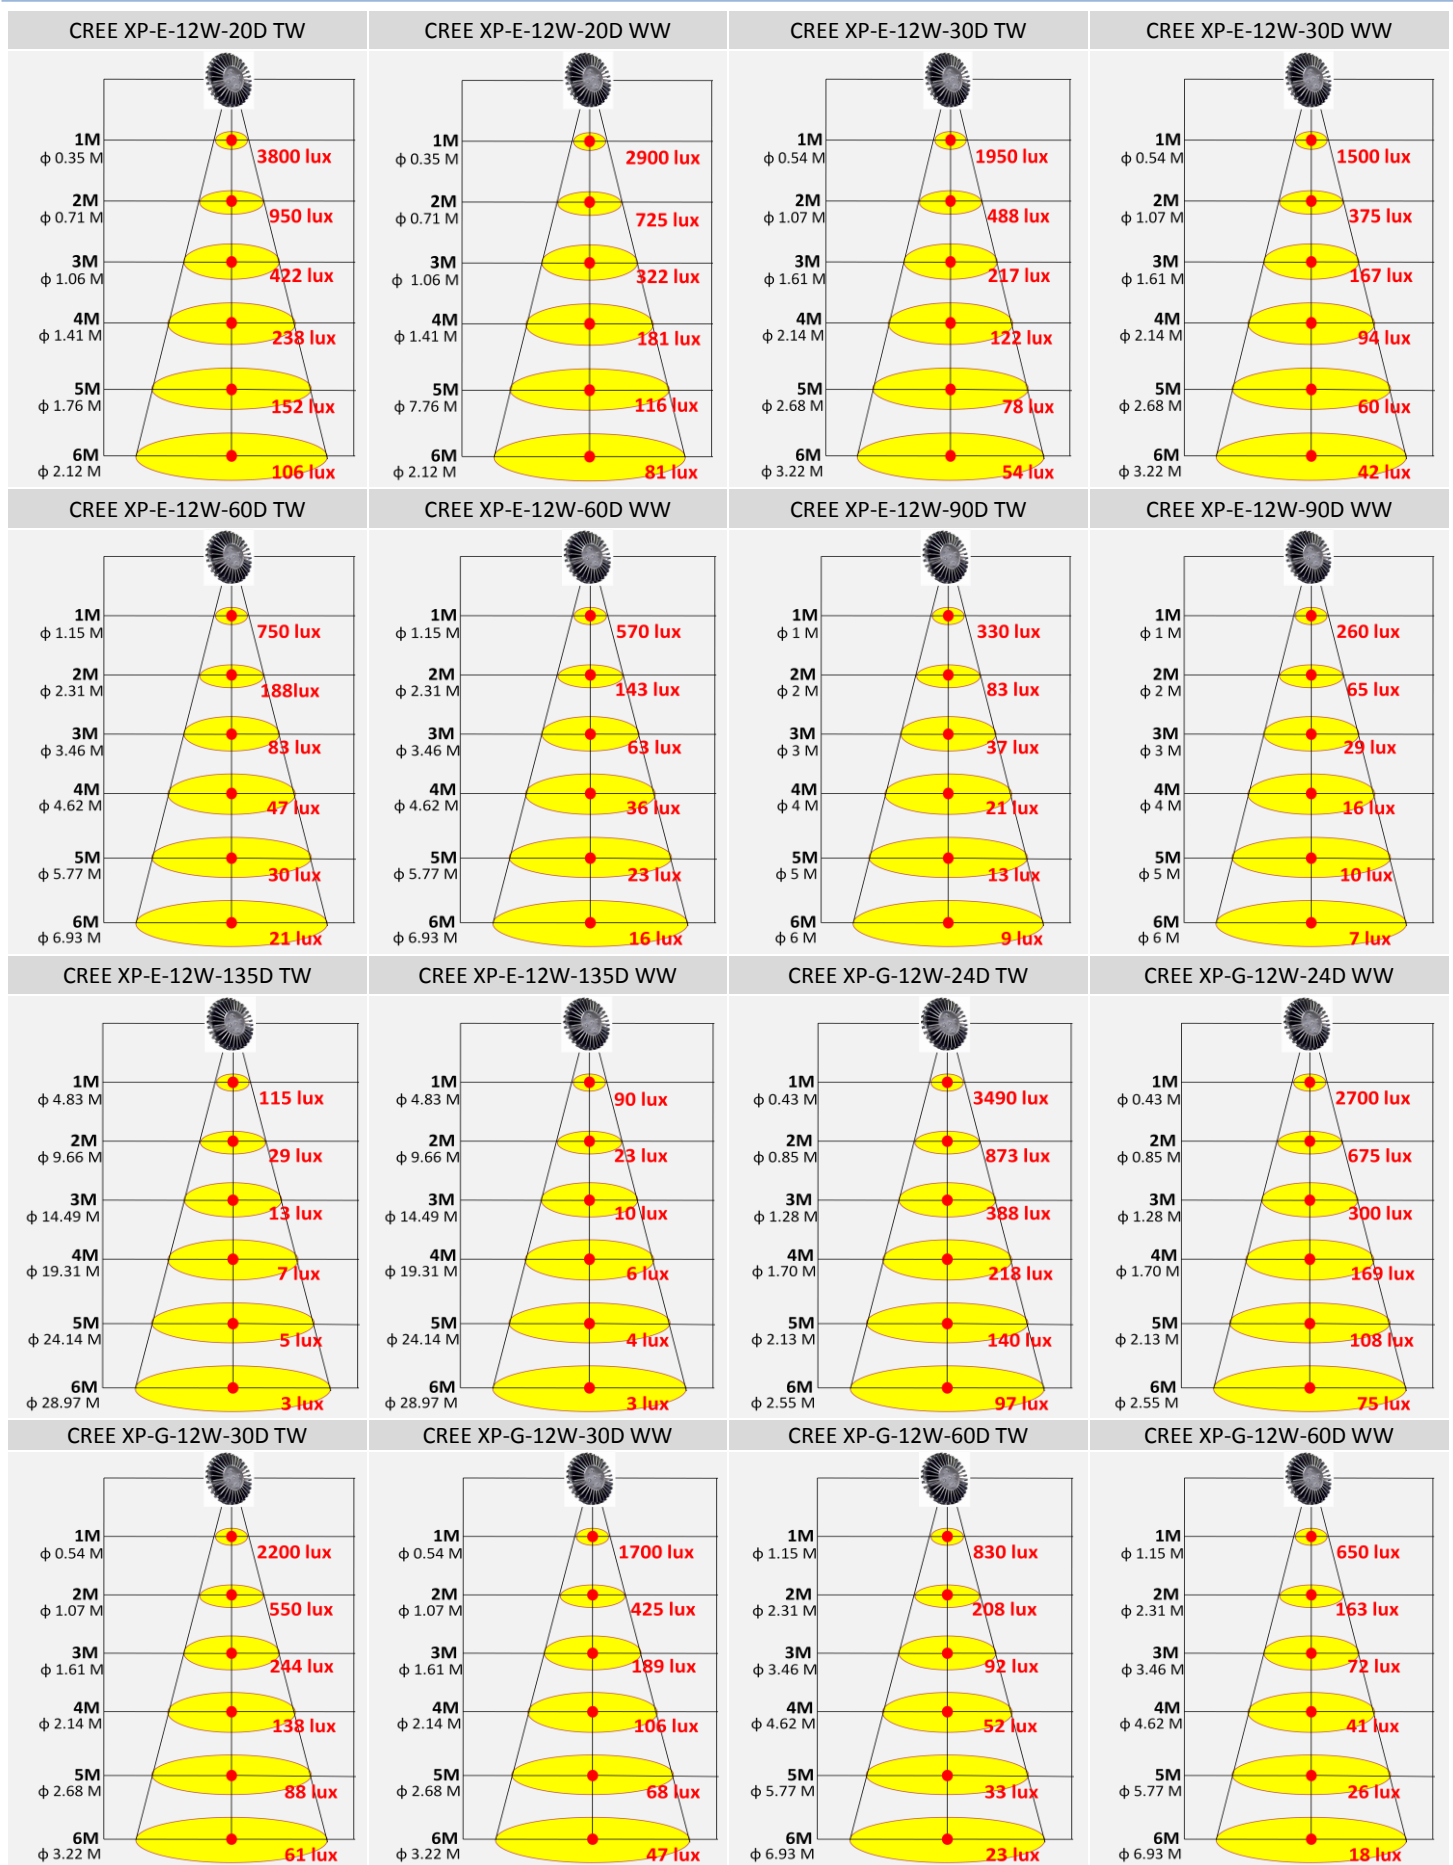 CREE XP-E-12W-20D TW
1M
φ 0.35 M
3800 lux
2M
φ 0.71 M
950 lux
3M
φ 1.06 M
422 lux
4M
φ 1.41 M
238 lux
5M
φ 1.76 M
152 lux
6M
φ 2.12 M
106 lux
CREE XP-E-12W-20D WW
1M
φ 0.35 M
2900 lux
2M
φ 0.71 M
725 lux
3M
φ 1.06 M
322 lux
4M
φ 1.41 M
181 lux
5M
φ 7.76 M
116 lux
6M
φ 2.12 M
81 lux
CREE XP-E-12W-30D TW
1M
φ 0.54 M
1950 lux
2M
φ 1.07 M
488 lux
3M
φ 1.61 M
217 lux
4M
φ 2.14 M
122 lux
5M
φ 2.68 M
78 lux
6M
φ 3.22 M
54 lux
CREE XP-E-12W-30D WW
1M
φ 0.54 M
1500 lux
2M
φ 1.07 M
375 lux
3M
φ 1.61 M
167 lux
4M
φ 2.14 M
94 lux
5M
φ 2.68 M
60 lux
6M
φ 3.22 M
42 lux
CREE XP-E-12W-60D TW
1M
φ 1.15 M
750 lux
2M
φ 2.31 M
188lux
3M
φ 3.46 M
83 lux
4M
φ 4.62 M
47 lux
5M
φ 5.77 M
30 lux
6M
φ 6.93 M
21 lux
CREE XP-E-12W-60D WW
1M
φ 1.15 M
570 lux
2M
φ 2.31 M
143 lux
3M
φ 3.46 M
63 lux
4M
φ 4.62 M
36 lux
5M
φ 5.77 M
23 lux
6M
φ 6.93 M
16 lux
CREE XP-E-12W-90D TW
1M
φ 1 M
330 lux
2M
φ 2 M
83 lux
3M
φ 3 M
37 lux
4M
φ 4 M
21 lux
5M
φ 5 M
13 lux
6M
φ 6 M
9 lux
CREE XP-E-12W-90D WW
1M
φ 1 M
260 lux
2M
φ 2 M
65 lux
3M
φ 3 M
29 lux
4M
φ 4 M
16 lux
5M
φ 5 M
10 lux
6M
φ 6 M
7 lux
CREE XP-E-12W-135D TW
1M
φ 4.83 M
115 lux
2M
φ 9.66 M
29 lux
3M
φ 14.49 M
13 lux
4M
φ 19.31 M
7 lux
5M
φ 24.14 M
5 lux
6M
φ 28.97 M
3 lux
CREE XP-E-12W-135D WW
1M
φ 4.83 M
90 lux
2M
φ 9.66 M
23 lux
3M
φ 14.49 M
10 lux
4M
φ 19.31 M
6 lux
5M
φ 24.14 M
4 lux
6M
φ 28.97 M
3 lux
CREE XP-G-12W-24D TW
1M
φ 0.43 M
3490 lux
2M
φ 0.85 M
873 lux
3M
φ 1.28 M
388 lux
4M
φ 1.70 M
218 lux
5M
φ 2.13 M
140 lux
6M
φ 2.55 M
97 lux
CREE XP-G-12W-24D WW
1M
φ 0.43 M
2700 lux
2M
φ 0.85 M
675 lux
3M
φ 1.28 M
300 lux
4M
φ 1.70 M
169 lux
5M
φ 2.13 M
108 lux
6M
φ 2.55 M
75 lux
CREE XP-G-12W-30D TW
1M
φ 0.54 M
2200 lux
2M
φ 1.07 M
550 lux
3M
φ 1.61 M
244 lux
4M
φ 2.14 M
138 lux
5M
φ 2.68 M
88 lux
6M
φ 3.22 M
61 lux
CREE XP-G-12W-30D WW
1M
φ 0.54 M
1700 lux
2M
φ 1.07 M
425 lux
3M
φ 1.61 M
189 lux
4M
φ 2.14 M
106 lux
5M
φ 2.68 M
68 lux
6M
φ 3.22 M
47 lux
CREE XP-G-12W-60D TW
1M
φ 1.15 M
830 lux
2M
φ 2.31 M
208 lux
3M
φ 3.46 M
92 lux
4M
φ 4.62 M
52 lux
5M
φ 5.77 M
33 lux
6M
φ 6.93 M
23 lux
CREE XP-G-12W-60D WW
1M
φ 1.15 M
650 lux
2M
φ 2.31 M
163 lux
3M
φ 3.46 M
72 lux
4M
φ 4.62 M
41 lux
5M
φ 5.77 M
26 lux
6M
φ 6.93 M
18 lux